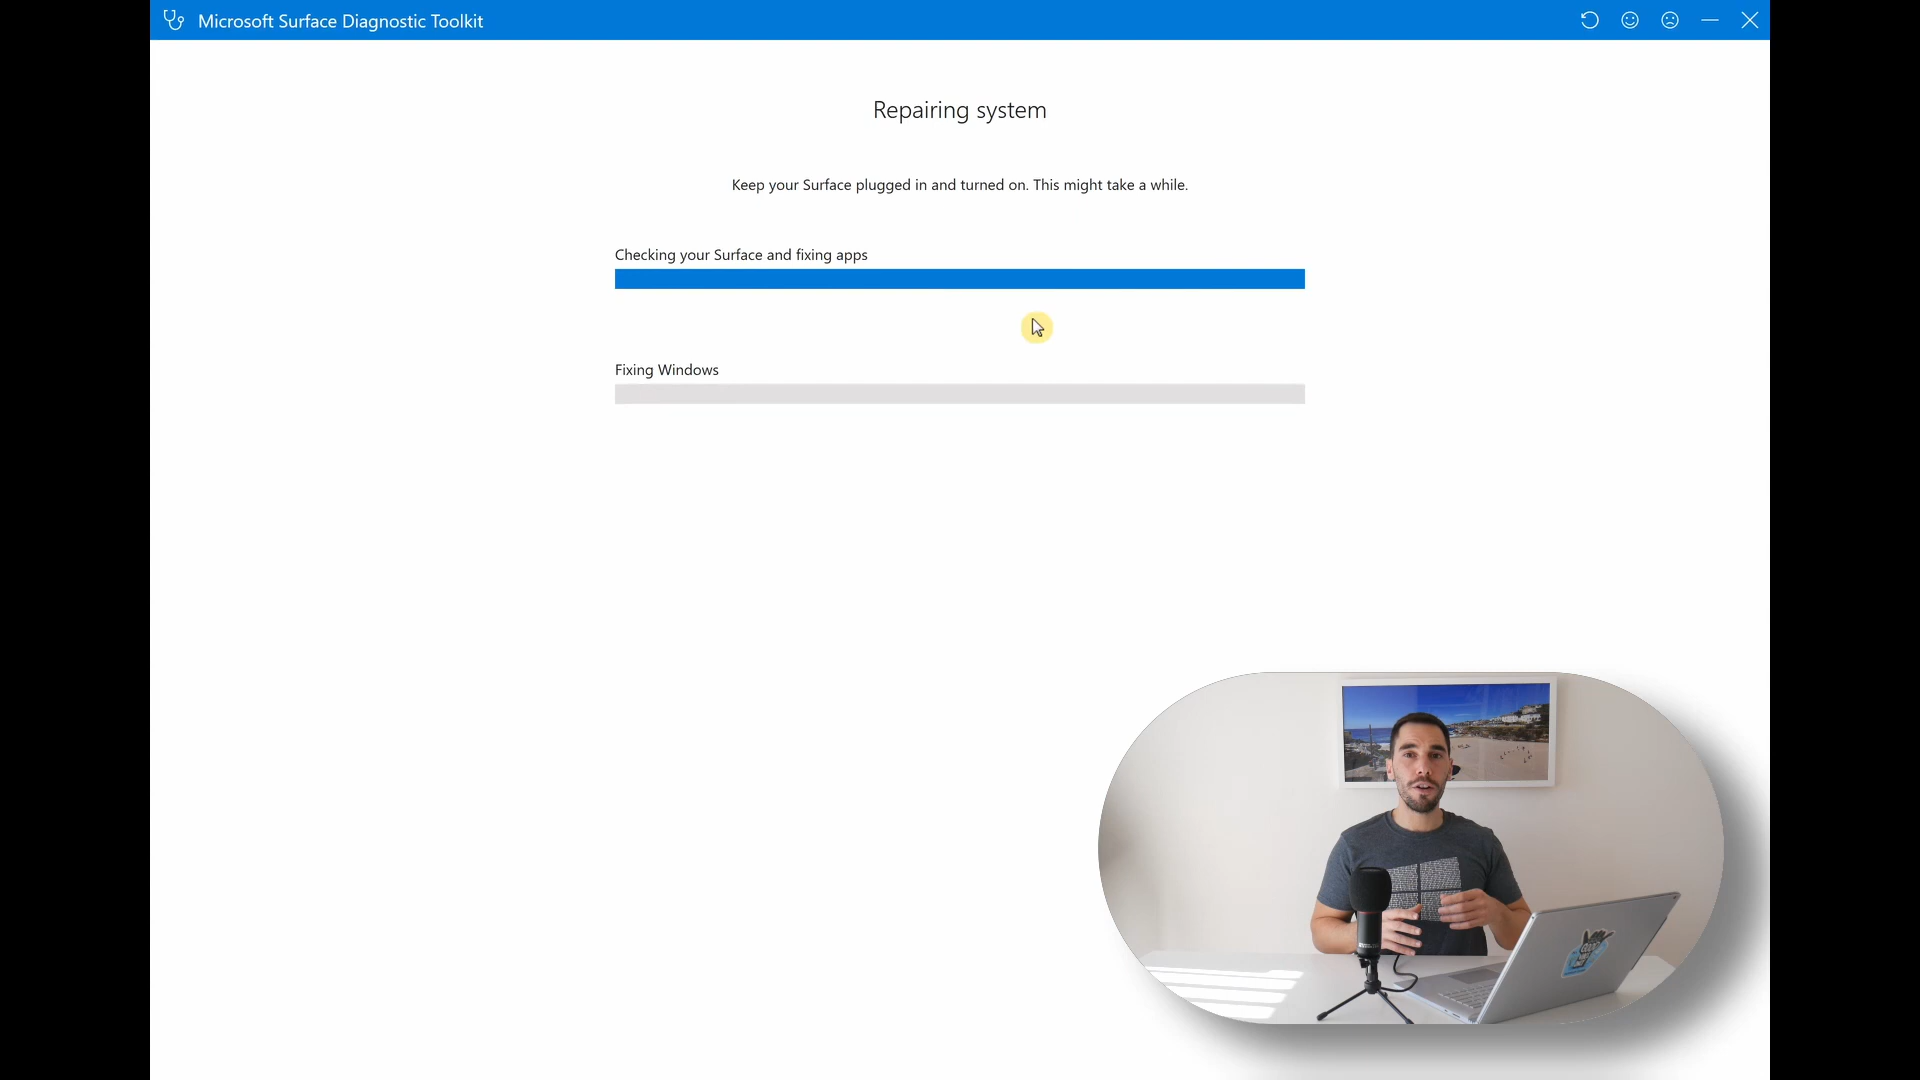 Microsoft Surface Diagnostic Toolkit
Repairing system
Keep your Surface plugged in and turned on. This might take a while.
Checking your Surface and fixing apps
Fixing Windows